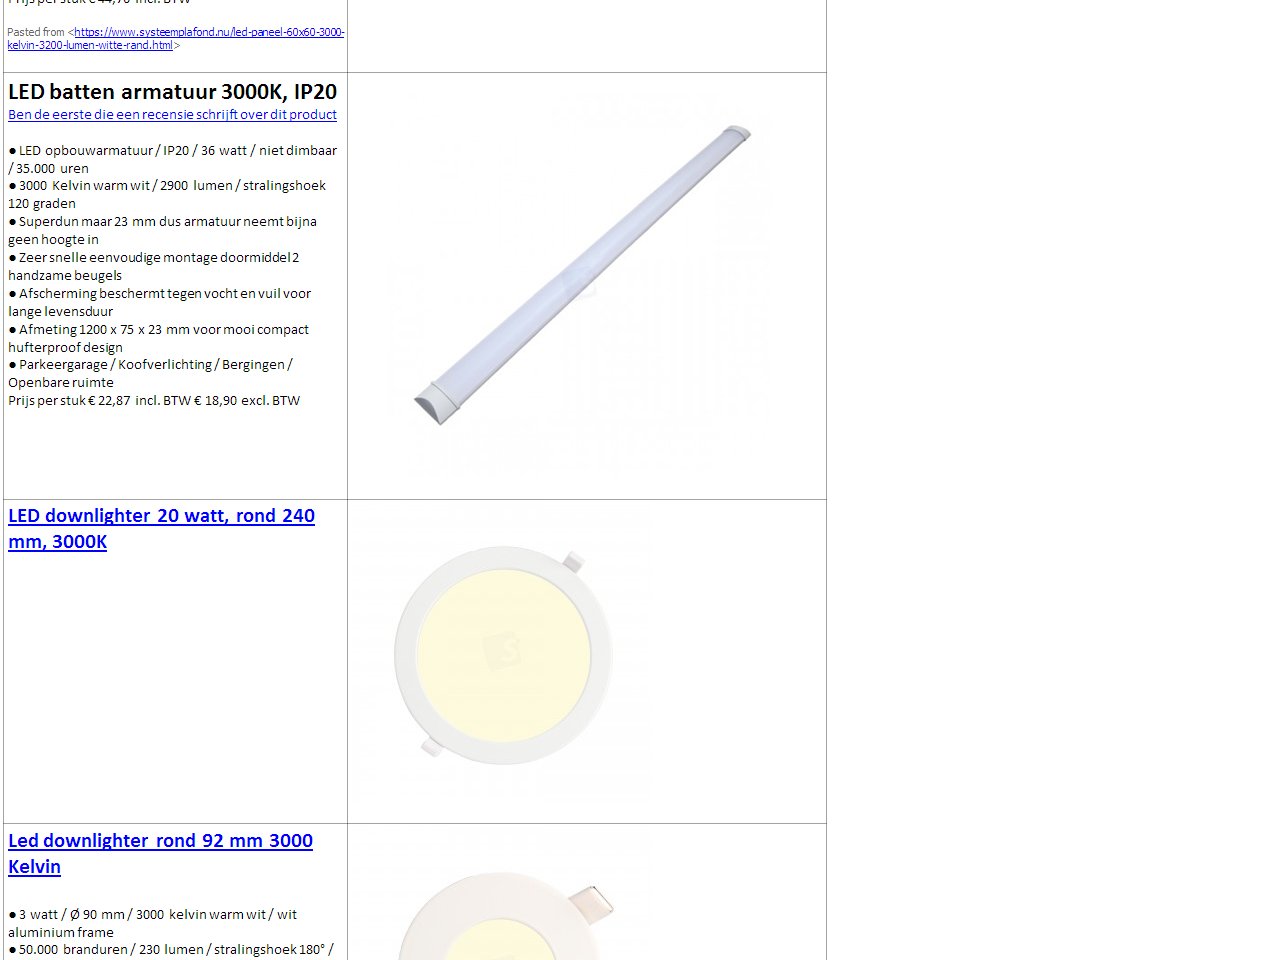 Pasted from <https://www.systeemplafond.nu/led-paneel-60x60-3000-
kelvin-3200-lumen-witte-rand.html>
LED batten armatuur 3000K, IP20
Ben de eerste die een recensie schrijft over dit product
● LED opbouwarmatuur / IP20 / 36 watt / niet dimbaar
/ 35.000 uren
● 3000 Kelvin warm wit / 2900 lumen / stralingshoek
120 graden
● Superdun maar 23 mm dus armatuur neemt bijna
geen hoogte in
● Zeer snelle eenvoudige montage doormiddel 2
handzame beugels
● Afscherming beschermt tegen vocht en vuil voor
lange levensduur
● Afmeting 1200 x 75 x 23 mm voor mooi compact
hufterproof design
● Parkeergarage / Koofverlichting / Bergingen /
Openbare ruimte
Prijs per stuk € 22,87 incl. BTW € 18,90 excl. BTW
LED downlighter 20 watt, rond 240
mm, 3000K
Led downlighter rond 92 mm 3000
Kelvin
● 3 watt / Ø 90 mm / 3000 kelvin warm wit / wit
aluminium frame
● 50.000 branduren / 230 lumen / stralingshoek 180° /